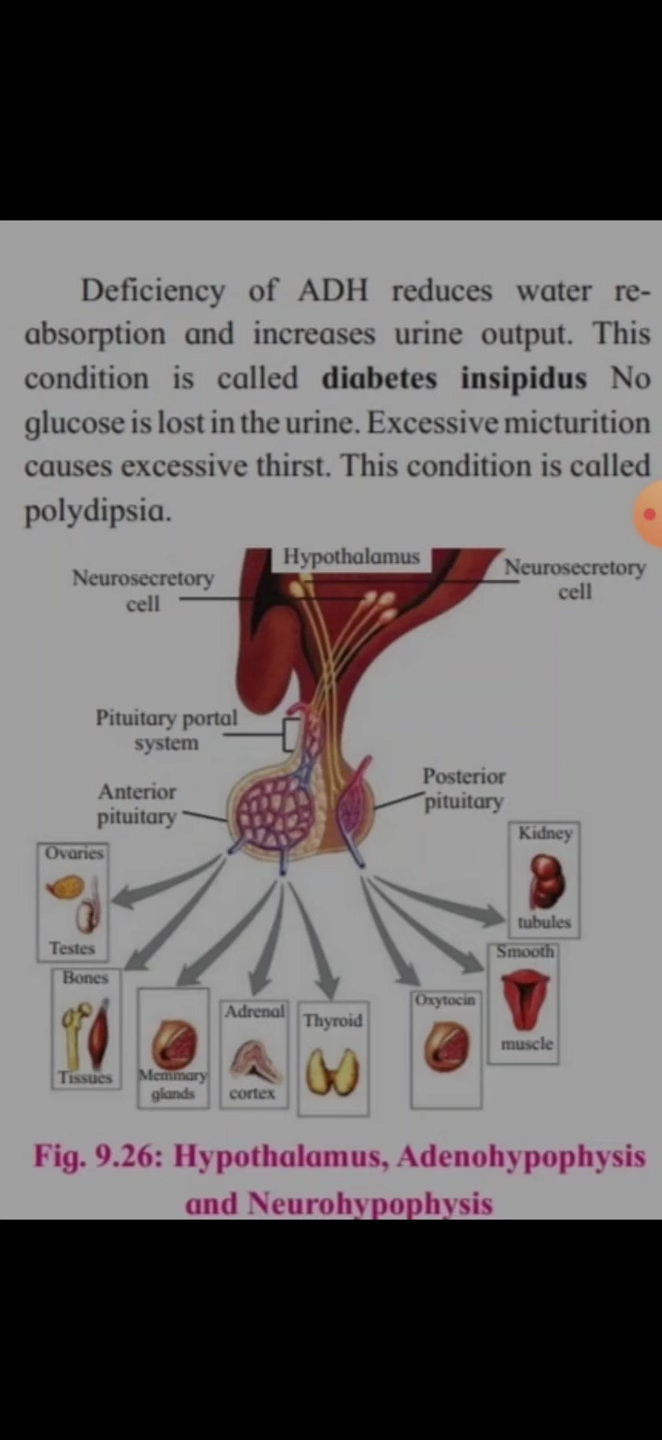 Deficiency of ADH reduces water re-
absorption and increases urine output. This
condition is called diabetes insipidus No
glucose is lost in the urine. Excessive micturition
causes excessive thirst. This condition is called
polydipsia.
Hypothalamus
Neurosecretory
cell
Neurosecretory
cell
Pituitary portal
system
Anterior
pituitary
Posterior
pituitary
Ovaries
Testes
Bones
Tissues
Memmary
glands
Adrenal
cortex
Thyroid
Oxytocin
Smooth
muscle
Kidney
tubules
Fig. 9.26: Hypothalamus, Adenohypophysis
and Neurohypophysis